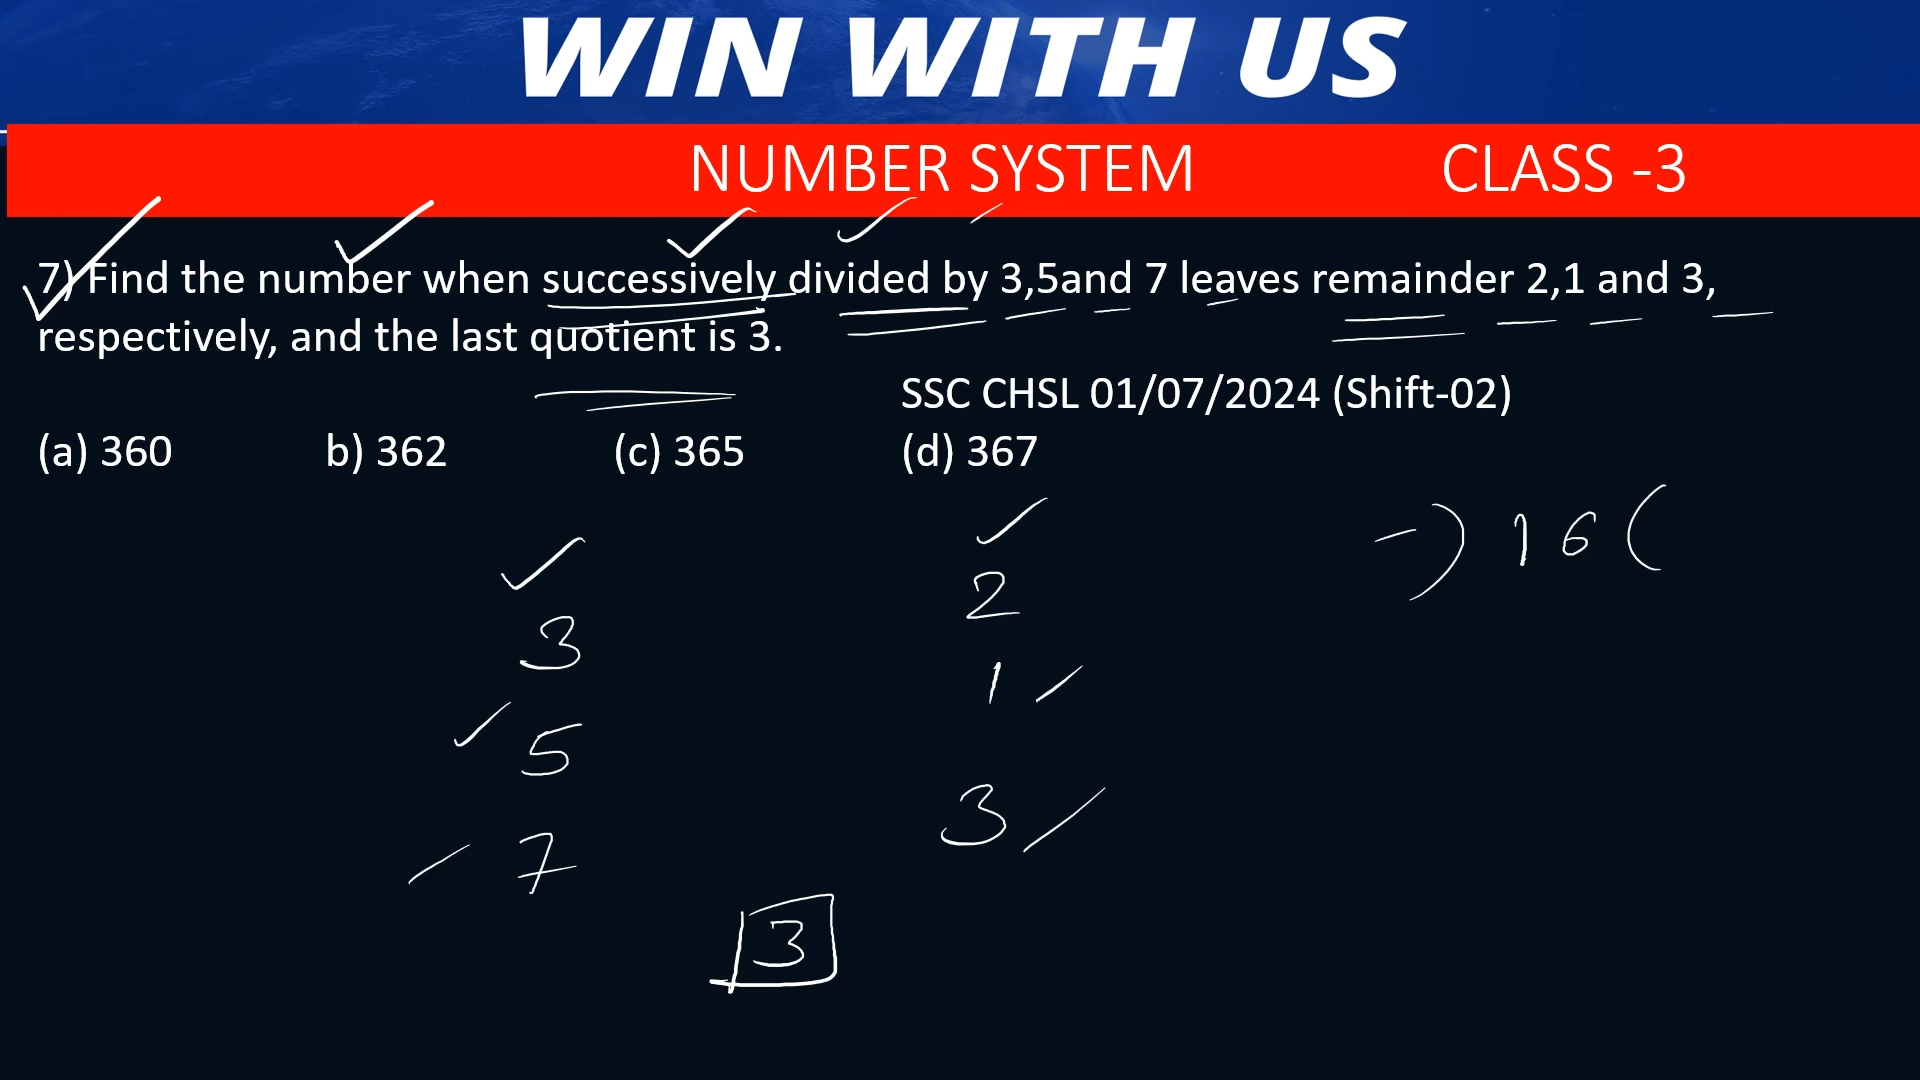 WIN WITH US
NUMBER SYSTEM CLASS -3
7) Find the number when successively divided by 3,5and 7 leaves remainder 2,1 and 3,
respectively, and the last quotient is 3.
SSC CHSL 01/07/2024 (Shift-02)
(a) 360 b) 362 (c) 365 (d) 367
) 16 (
3 2
5 1
7 3
3